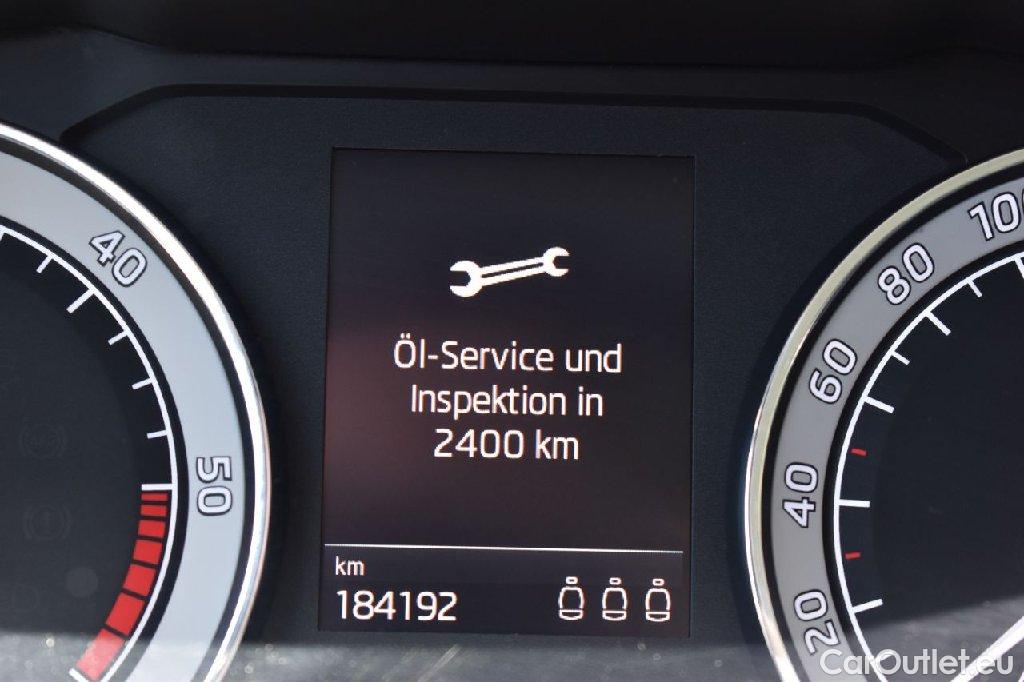 40
50
Öl-Service und
Inspektion in
2400 km
km
184192
100
80
60
40
20
CarOutlet.eu